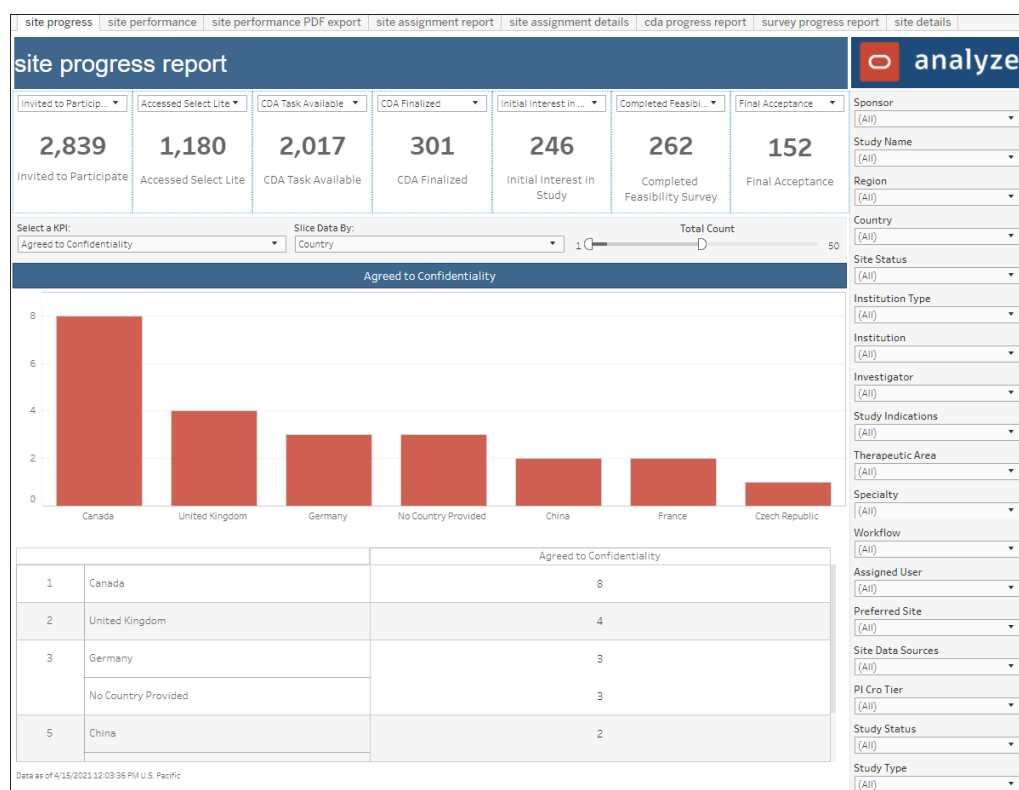 site progress site performance site performance PDF export site assignment report site assignment details cda progress report survey progress report site details
site progress report
analyze
Invited to Particip... Accessed Select Lite CDA Task Available CDA Finalized Initial Interest in ... Completed Feasibi... Final Acceptance
2,839 1,180 2,017 301 246 262 152
Invited to Participate Accessed Select Lite CDA Task Available CDA Finalized Initial Interest in Study Completed Feasibility Survey Final Acceptance
Select a KPI: Slice Data By: Total Count
Agreed to Confidentiality Country 1 50
Agreed to Confidentiality
8
6
4
2
0
Canada United Kingdom Germany No Country Provided China France Czech Republic
Agreed to Confidentiality
1 Canada 8
2 United Kingdom 4
3 Germany 3
No Country Provided 3
5 China 2
Data as of 4/15/2021 12:03:36 PM U.S. Pacific
Sponsor
(All)
Study Name
(All)
Region
(All)
Country
(All)
Site Status
(All)
Institution Type
(All)
Institution
(All)
Investigator
(All)
Study Indications
(All)
Therapeutic Area
(All)
Specialty
(All)
Workflow
(All)
Assigned User
(All)
Preferred Site
(All)
Site Data Sources
(All)
PI Cro Tier
(All)
Study Status
(All)
Study Type
(All)